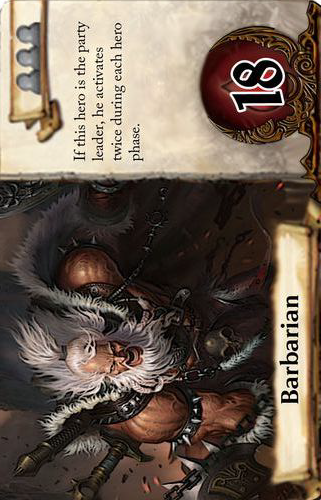 If this hero is the party
leader, he activates
twice during each hero
phase.
18
Barbarian